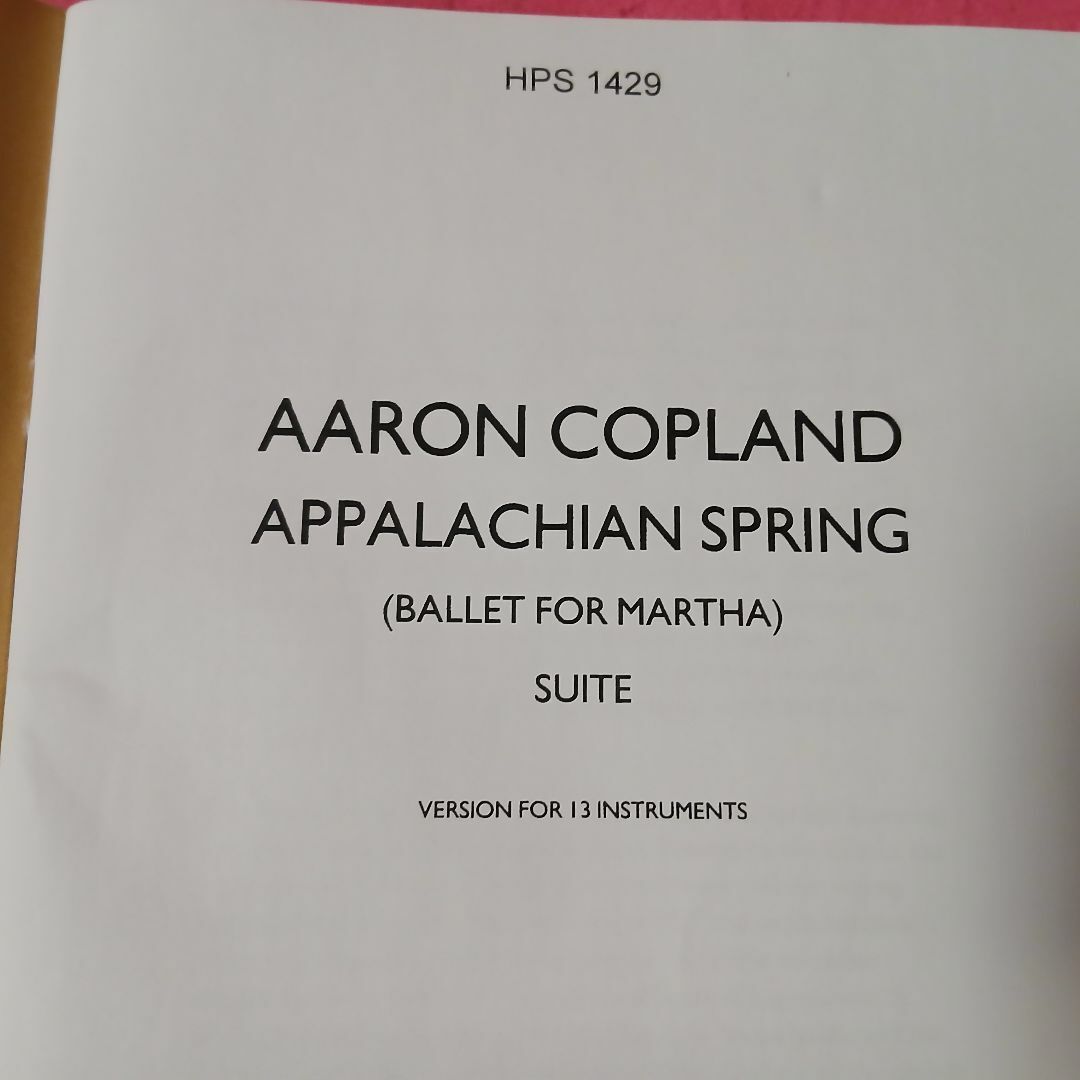 HPS 1429
AARON COPLAND
APPALACHIAN SPRING
(BALLET FOR MARTHA)
SUITE
VERSION FOR 13 INSTRUMENTS